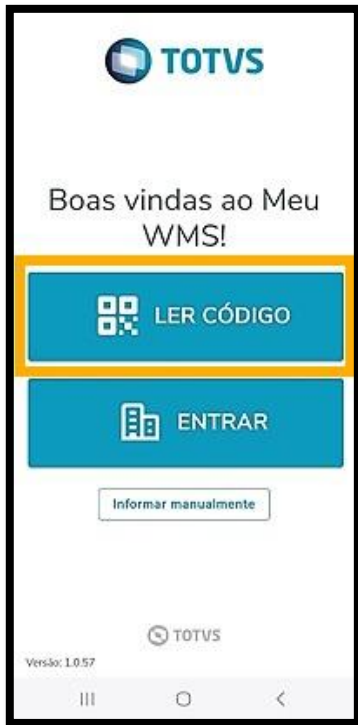 TOTVS
Boas vindas ao Meu
WMS!
LER CÓDIGO
ENTRAR
Informar manualmente
TOTVS
Versão: 1.0.57